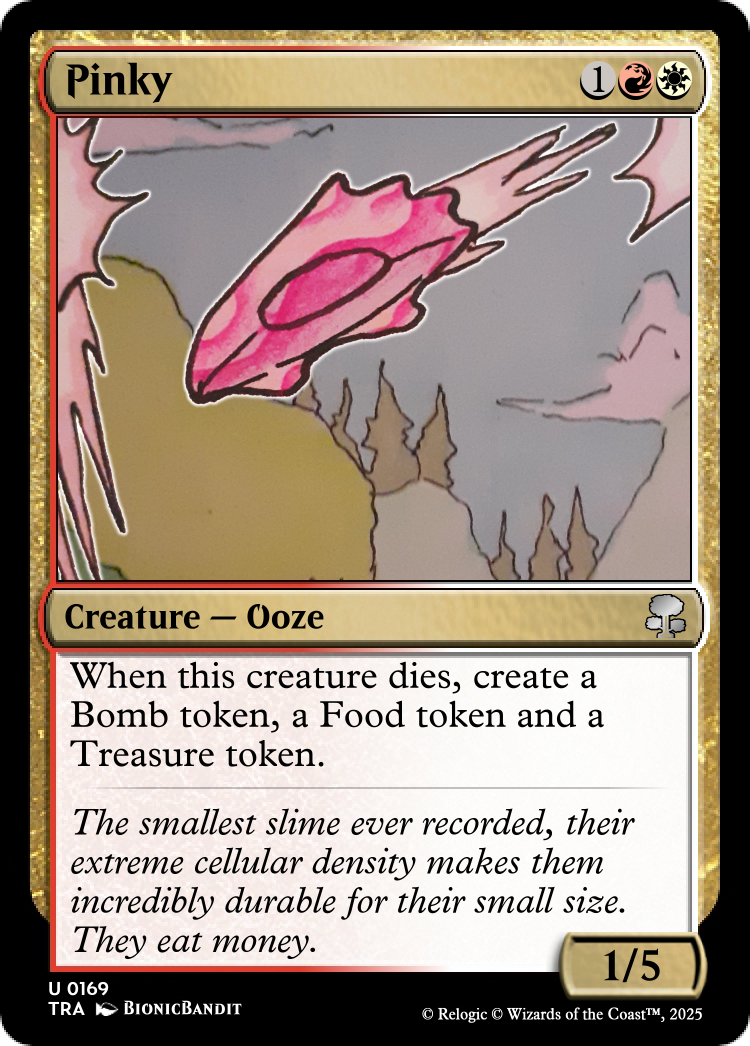 Pinky
1
Creature — Ooze
When this creature dies, create a
Bomb token, a Food token and a
Treasure token.
The smallest slime ever recorded, their
extreme cellular density makes them
incredibly durable for their small size.
They eat money.
1/5
U 0169
TRA BIONICBANDIT
© Relogic © Wizards of the Coast™, 2025